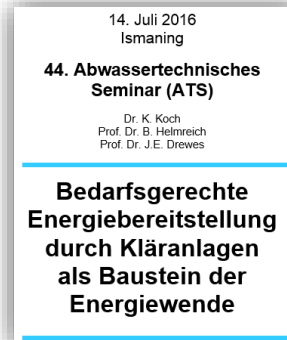 14. Juli 2016
Ismaning
44. Abwassertechnisches
Seminar (ATS)
Dr. K. Koch
Prof. Dr. B. Helmreich
Prof. Dr. J.E. Drewes
Bedarfsgerechte
Energiebereitstellung
durch Kläranlagen
als Baustein der
Energiewende